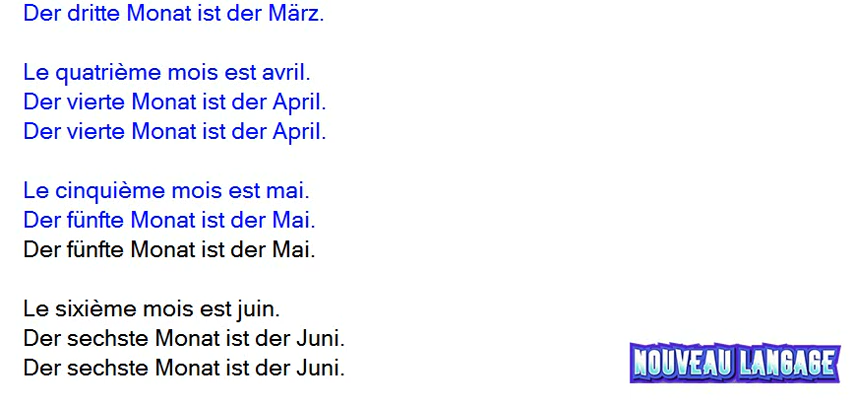 Der dritte Monat ist der März.
Le quatrième mois est avril.
Der vierte Monat ist der April.
Der vierte Monat ist der April.
Le cinquième mois est mai.
Der fünfte Monat ist der Mai.
Der fünfte Monat ist der Mai.
Le sixième mois est juin.
Der sechste Monat ist der Juni.
Der sechste Monat ist der Juni.
NOUVEAU LANGAGE